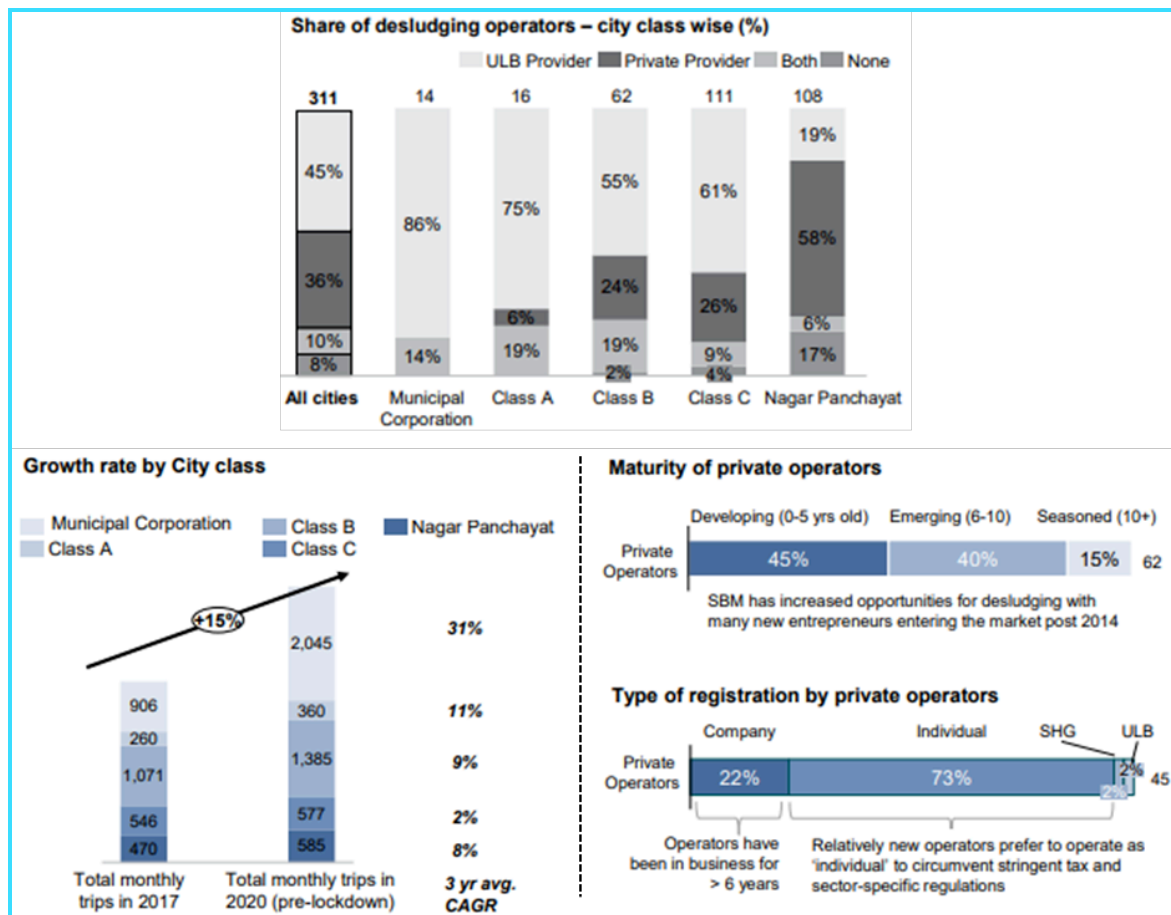 Share of desludging operators – city class wise (%)
ULB Provider Private Provider Both None
311 14 16 62 111 108
45% 86% 75% 55% 61% 19%
36% 6% 24% 26% 58%
10% 14% 19% 19% 9% 6%
8% 2% 4% 17%
All cities Municipal Corporation Class A Class B Class C Nagar Panchayat
Growth rate by City class
Municipal Corporation Class B Nagar Panchayat
Class A Class C
+15%
2,045 31%
906 360 11%
260
1,071 1,385 9%
546 577 2%
470 585 8%
Total monthly Total monthly trips in 3 yr avg.
trips in 2017 2020 (pre-lockdown) CAGR
Maturity of private operators
Developing (0-5 yrs old) Emerging (6-10) Seasoned (10+)
Private
Operators
45% 40% 15% 62
SBM has increased opportunities for desludging with
many new entrepreneurs entering the market post 2014
Type of registration by private operators
Company Individual SHG ULB
Private
Operators
22% 73% 2% 2% 45
Operators have
been in business for
> 6 years
Relatively new operators prefer to operate as
'individual' to circumvent stringent tax and
sector-specific regulations